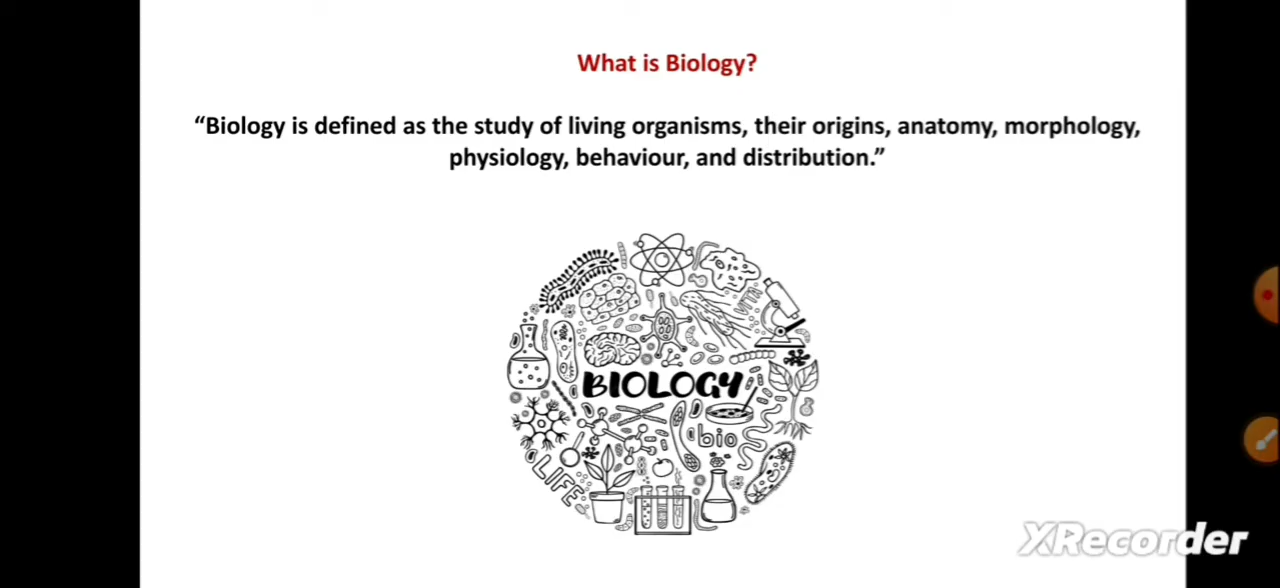 What is Biology?
“Biology is defined as the study of living organisms, their origins, anatomy, morphology,
physiology, behaviour, and distribution.”
BIOLOGY
bio
LIFE
XRecorder